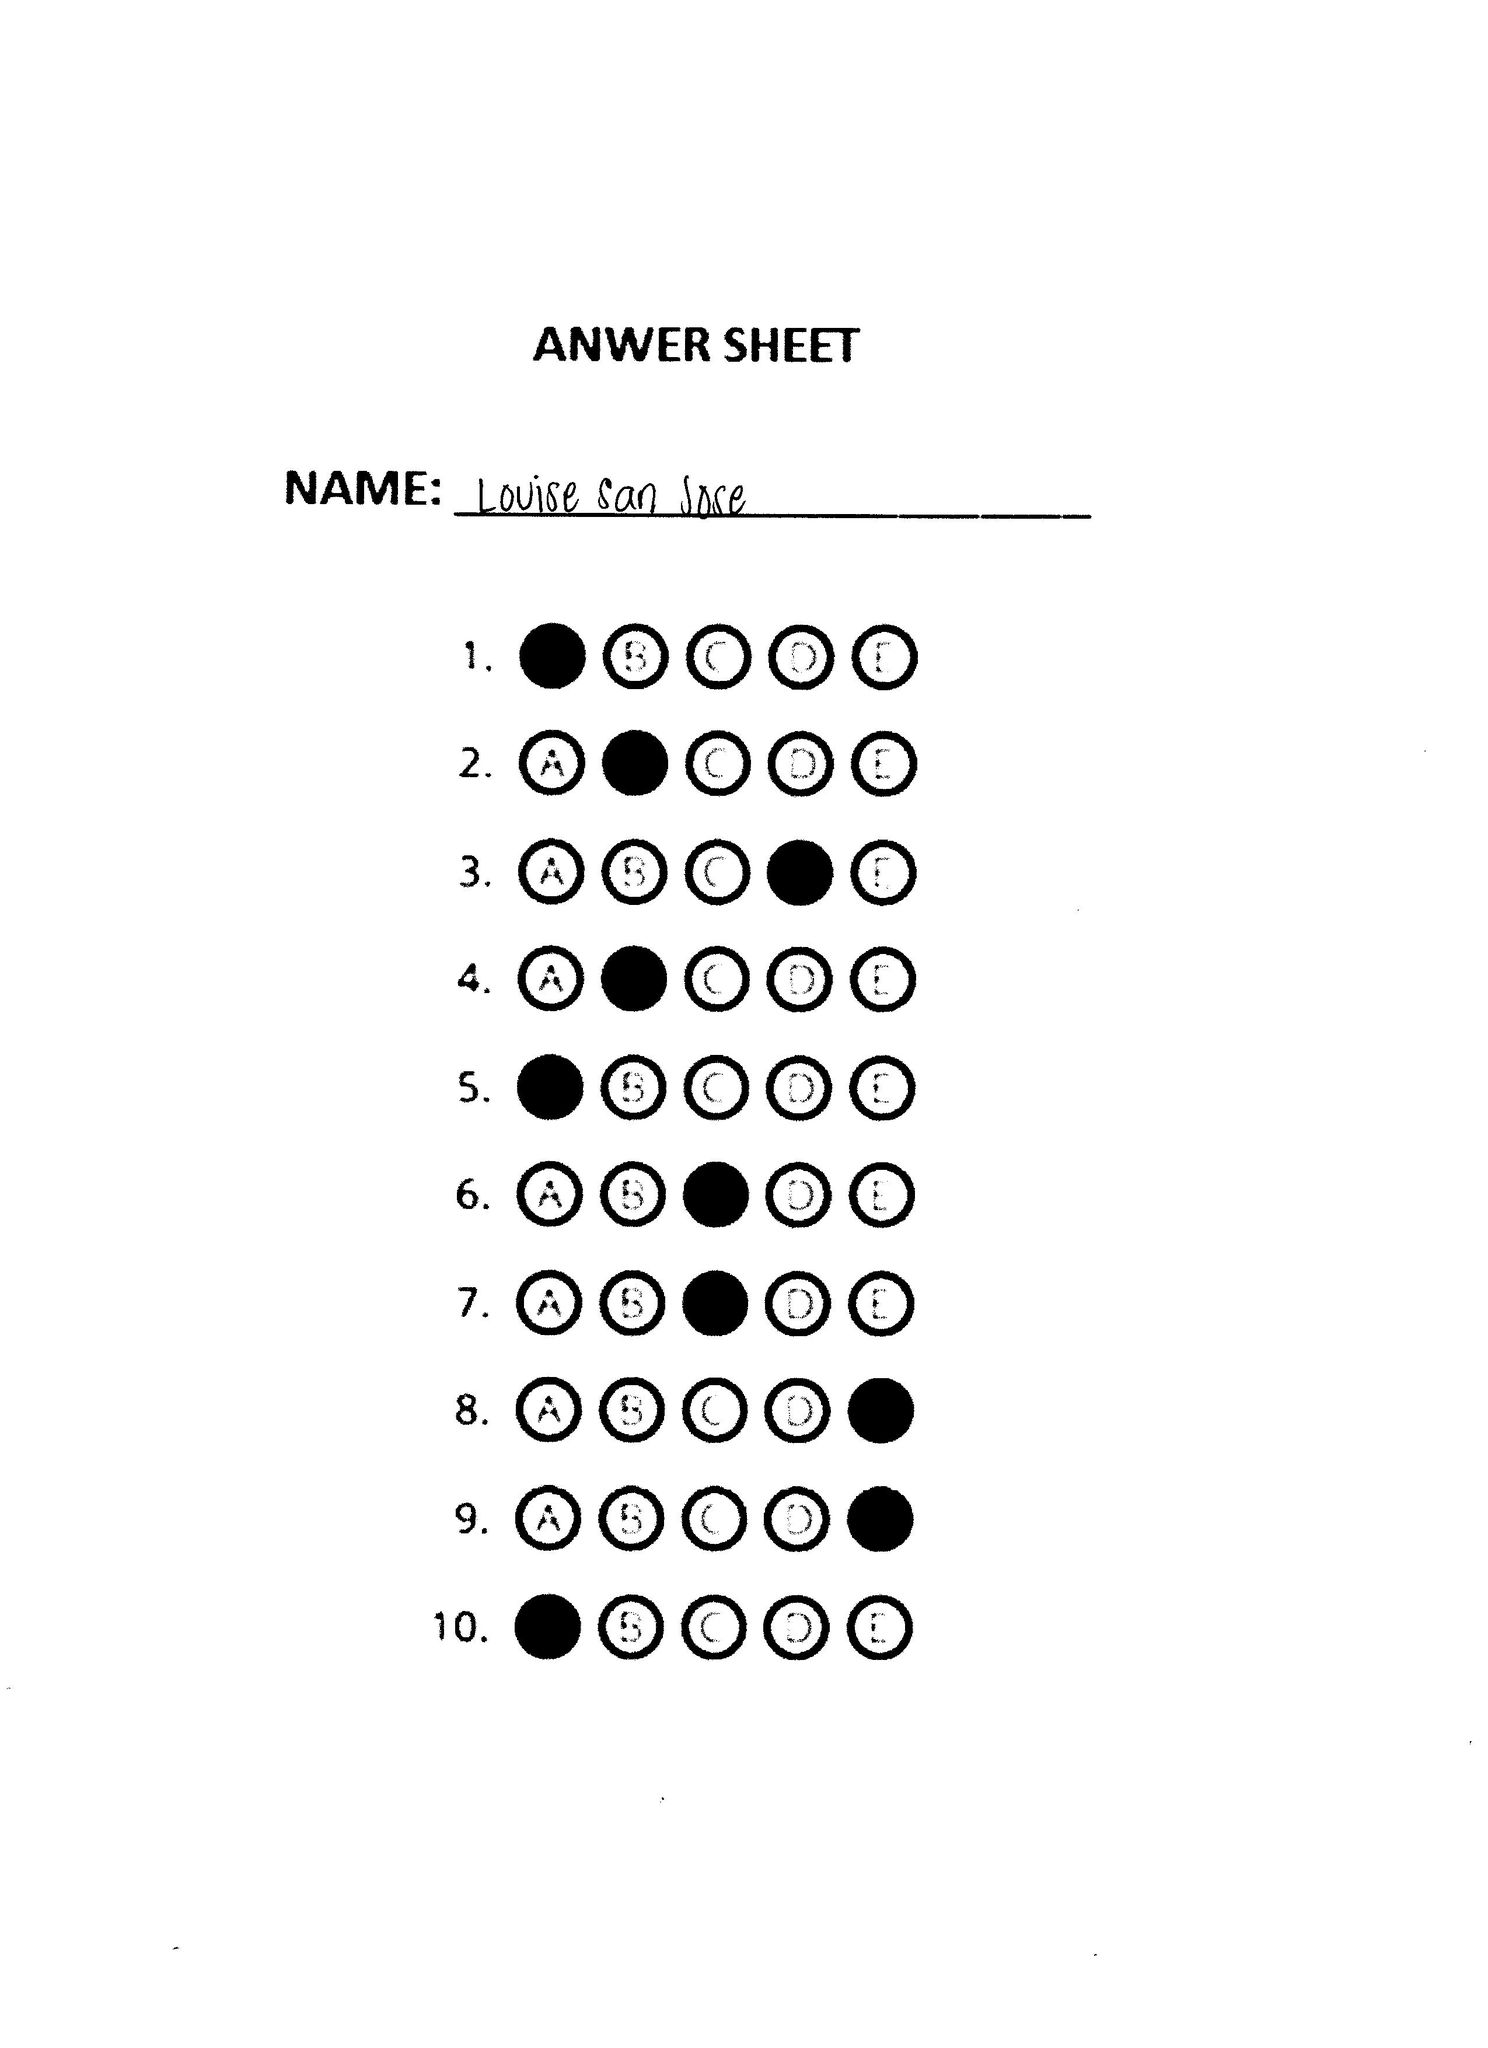 ANWER SHEET
NAME: Louise San Jose
1. B C D E
2. A C D E
3. A B C E
4. A C D E
5. B C D E
6. A B D E
7. A B D E
8. A B C D
9. A B C D
10. B C D E